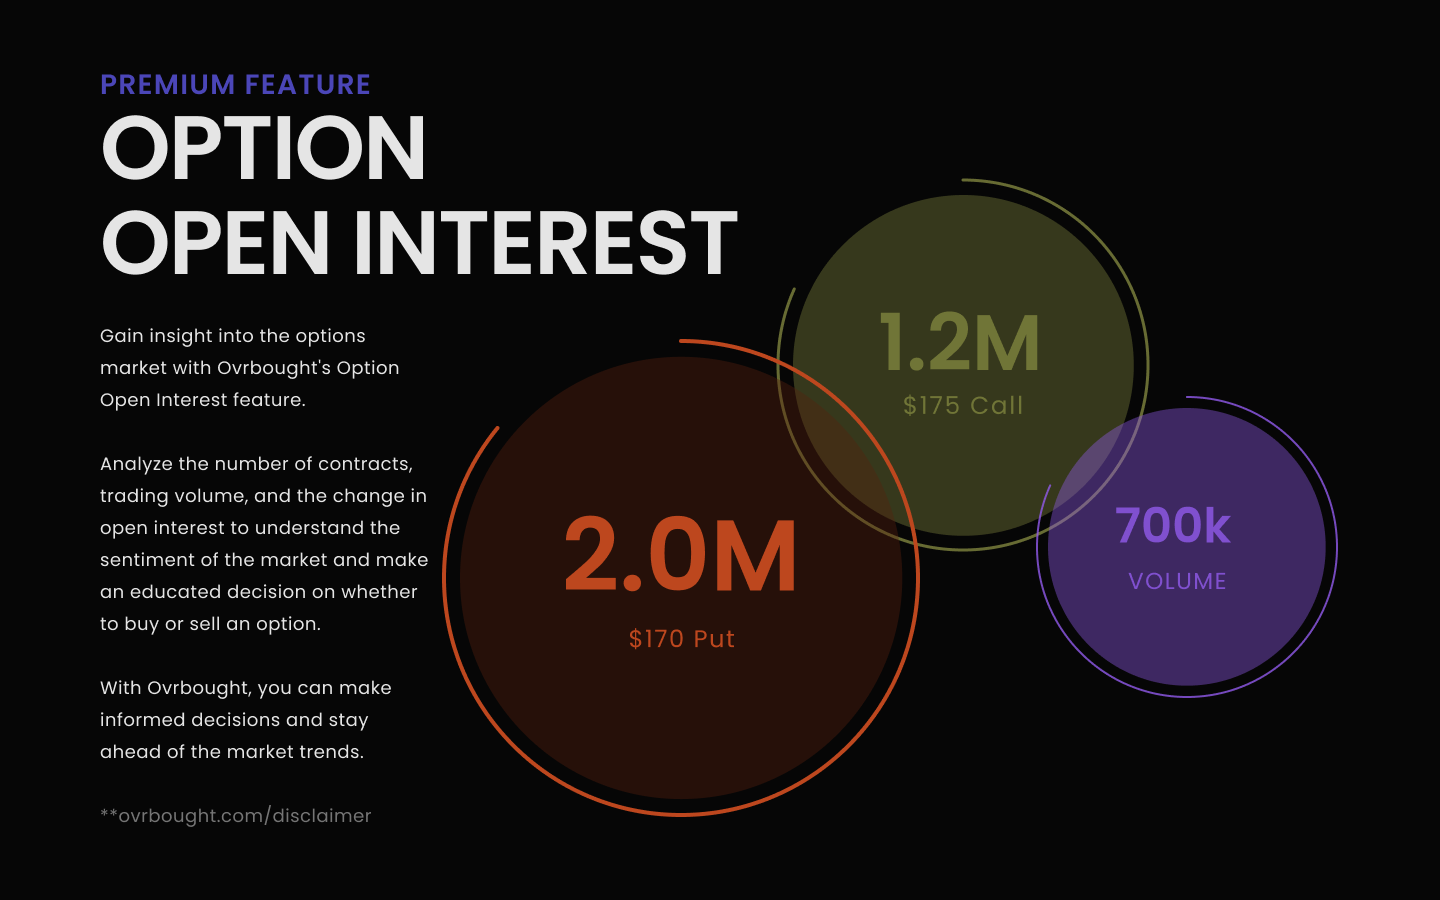 PREMIUM FEATURE
OPTION
OPEN INTEREST
Gain insight into the options
market with Ovrbought's Option
Open Interest feature.
Analyze the number of contracts,
trading volume, and the change in
open interest to understand the
sentiment of the market and make
an educated decision on whether
to buy or sell an option.
With Ovrbought, you can make
informed decisions and stay
ahead of the market trends.
**ovrbought.com/disclaimer
2.0M
$170 Put
1.2M
$175 Call
700k
VOLUME